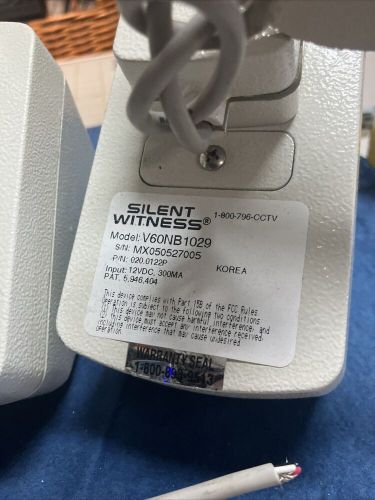 SILENT
WITNESS® 1-800-796-CCTV
Model: V60NB1029
S/N: MX050527005
P/N: 020.0122P KOREA
Input: 12VDC, 300MA
PAT. 5,946,404
This device complies with Part 15B of the FCC Rules
Operation is subject to the following two conditions
(1) This device may not cause harmful interference, and
(2) This device must accept any interference received,
including interference that may cause undesired
operation.
WARRANTY SEAL